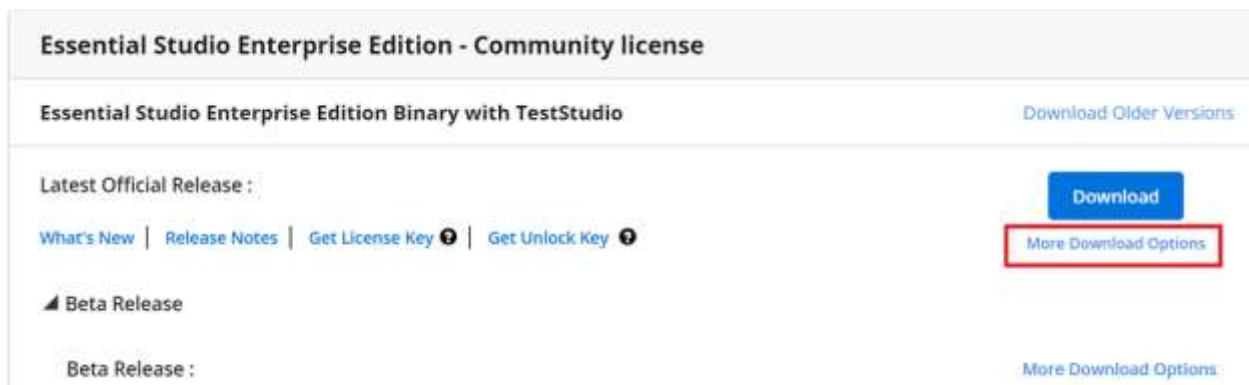 Essential Studio Enterprise Edition - Community license
Essential Studio Enterprise Edition Binary with TestStudio Download Older Versions
Latest Official Release :
Download
What's New | Release Notes | Get License Key ? | Get Unlock Key ?
More Download Options
Beta Release
Beta Release : More Download Options